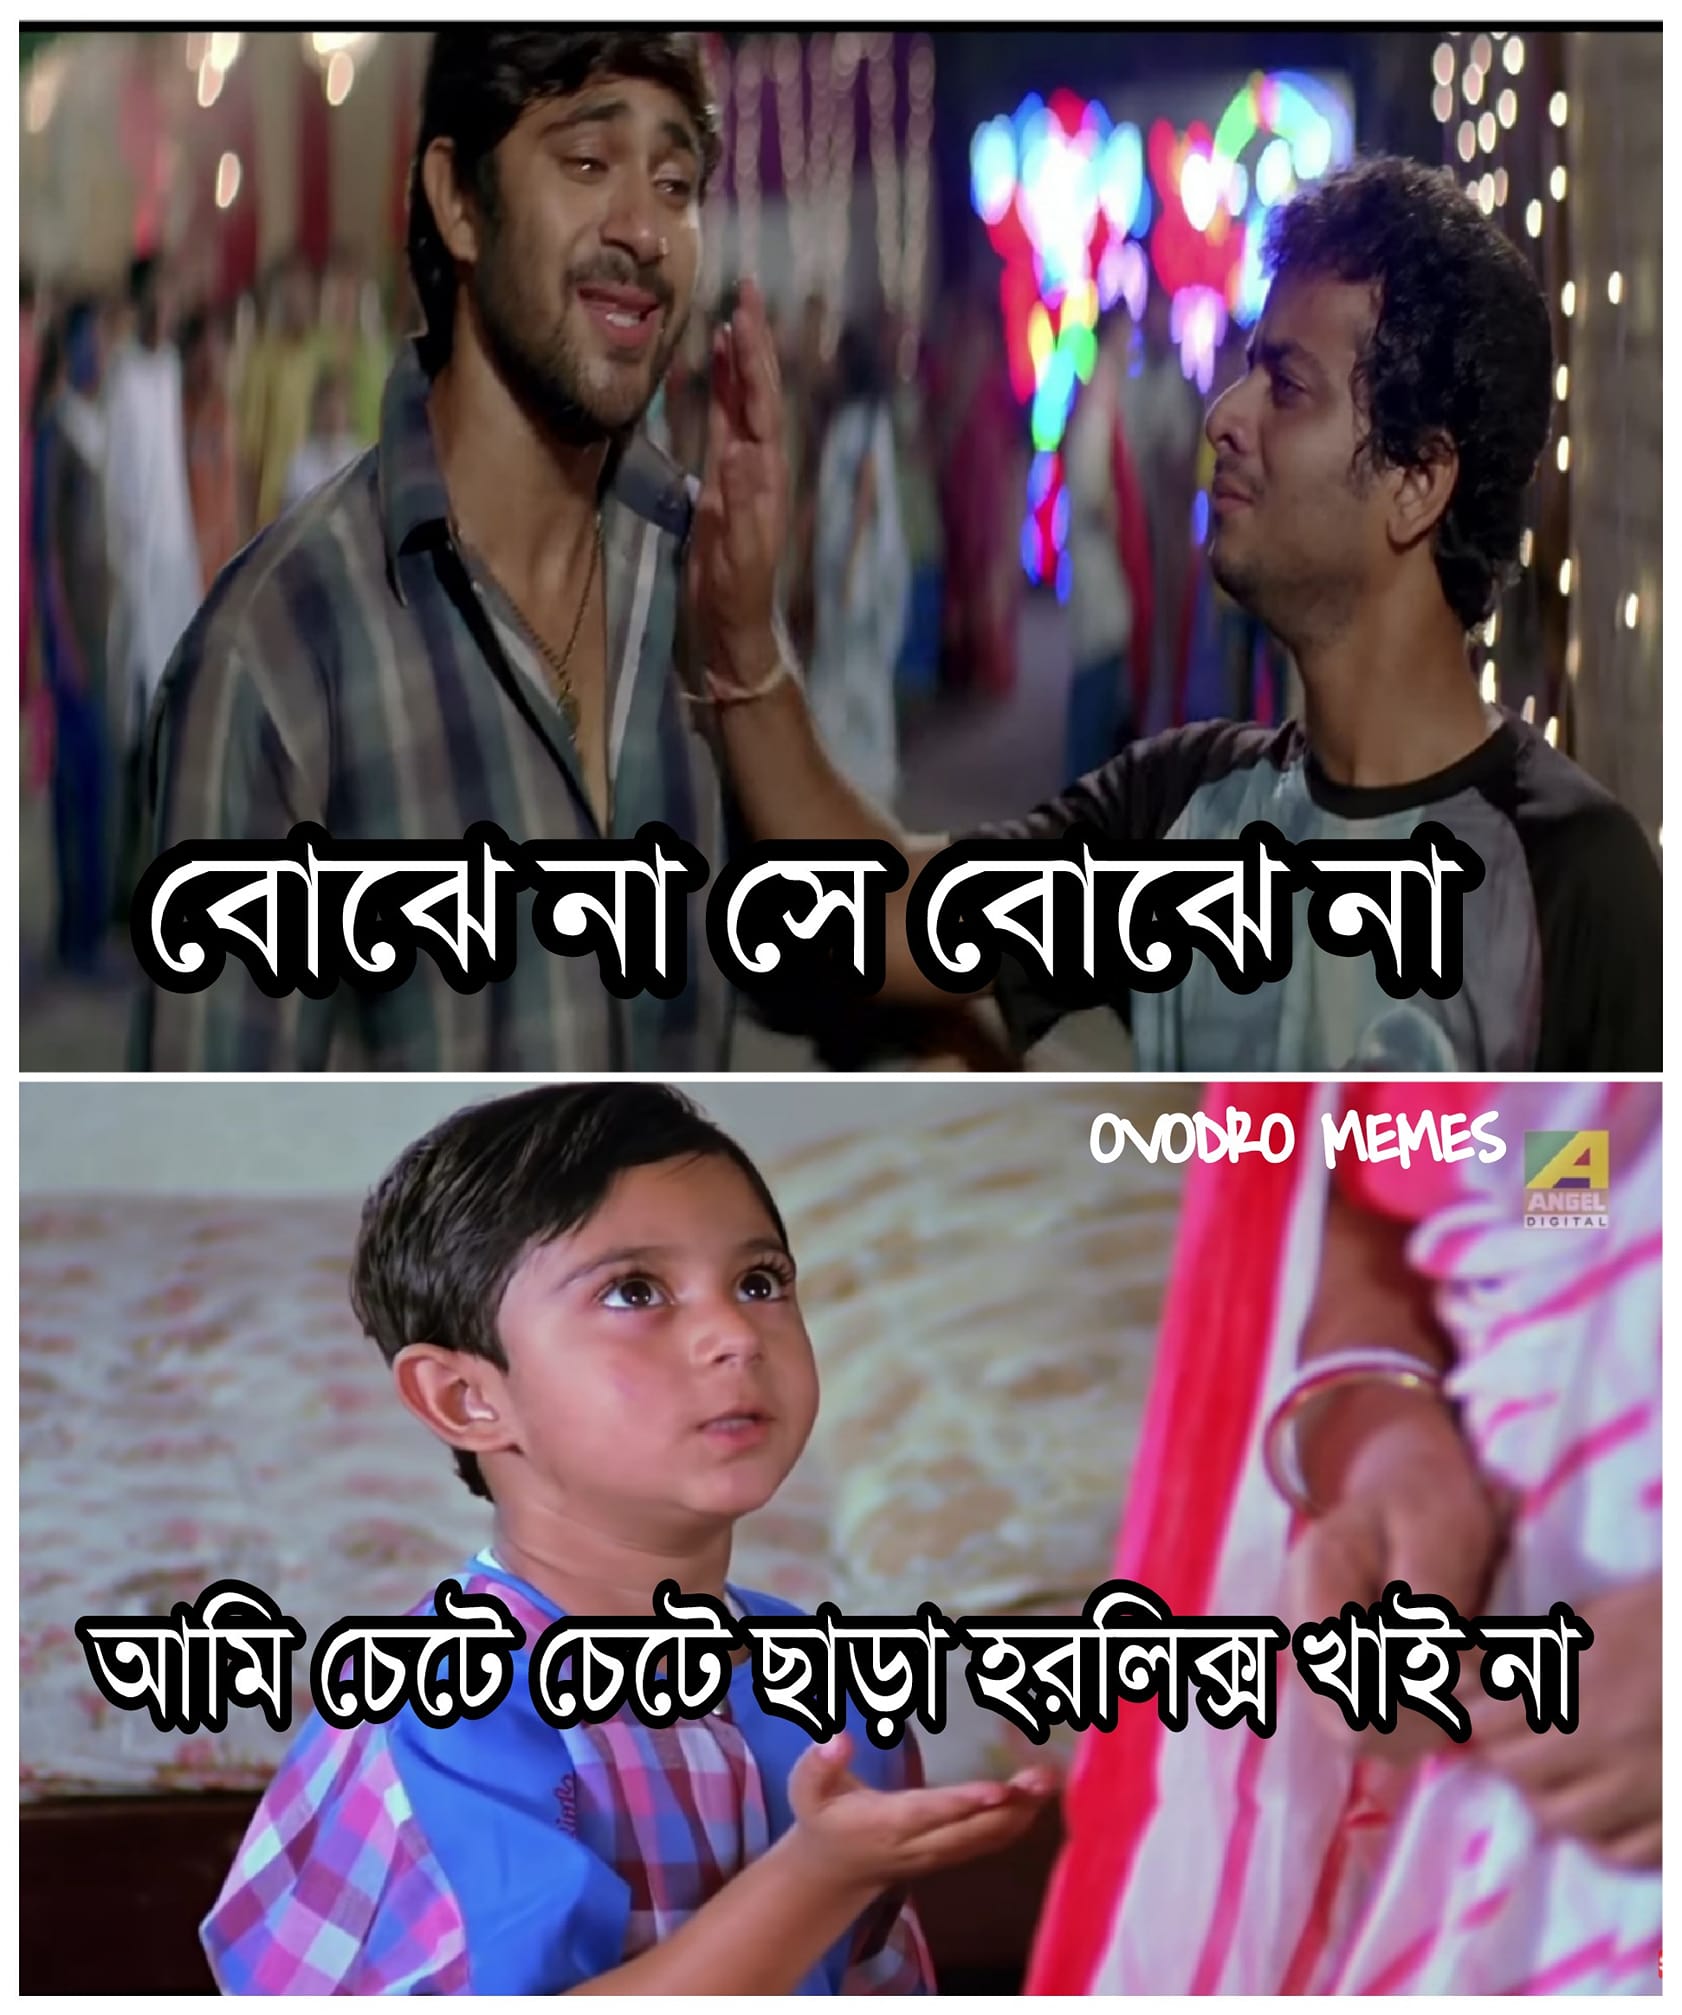 বোঝে না সে বোঝে না
OVODRO MEMES
A
ANGEL
DIGITAL
আমি চেটে চেটে ছাড়া হরলিক্স খাই না